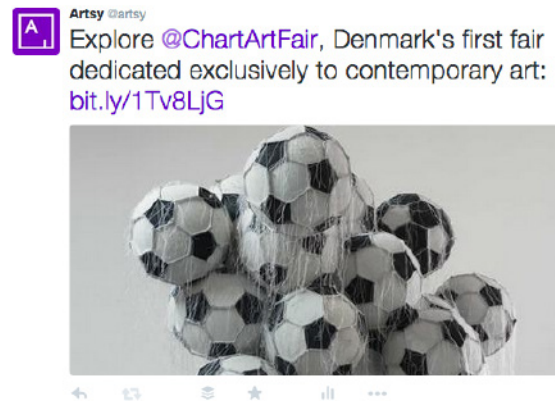 A
Artsy @artsy
Explore @ChartArtFair, Denmark's first fair
dedicated exclusively to contemporary art:
bit.ly/1Tv8LjG